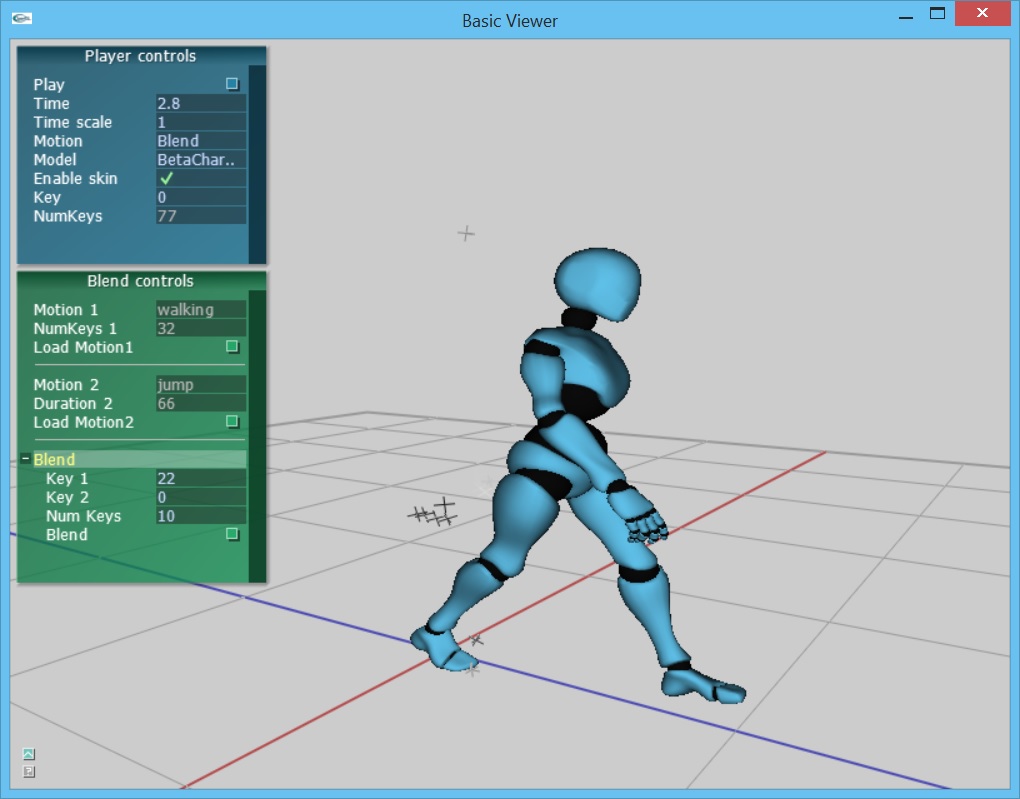 Basic Viewer
Player controls
Play
Time 2.8
Time scale 1
Motion Blend
Model BetaChar..
Enable skin
Key 0
NumKeys 77
Blend controls
Motion 1 walking
NumKeys 1 32
Load Motion1
Motion 2 jump
Duration 2 66
Load Motion2
Blend
Key 1 22
Key 2 0
Num Keys 10
Blend
?